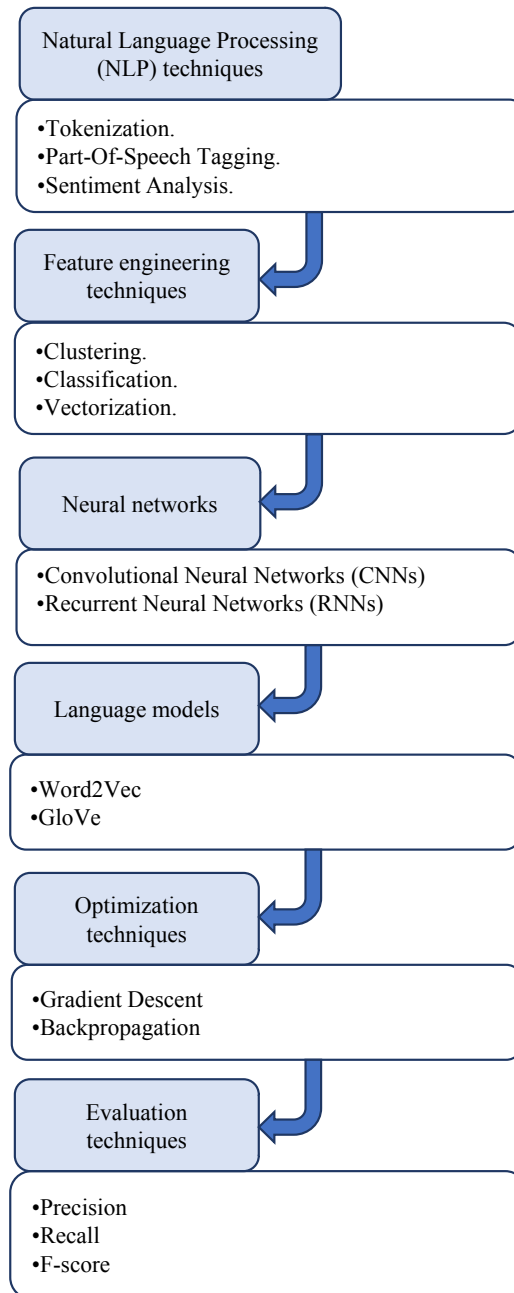 Natural Language Processing
(NLP) techniques
•Tokenization.
•Part-Of-Speech Tagging.
•Sentiment Analysis.
Feature engineering
techniques
•Clustering.
•Classification.
•Vectorization.
Neural networks
•Convolutional Neural Networks (CNNs)
•Recurrent Neural Networks (RNNs)
Language models
•Word2Vec
•GloVe
Optimization
techniques
•Gradient Descent
•Backpropagation
Evaluation
techniques
•Precision
•Recall
•F-score